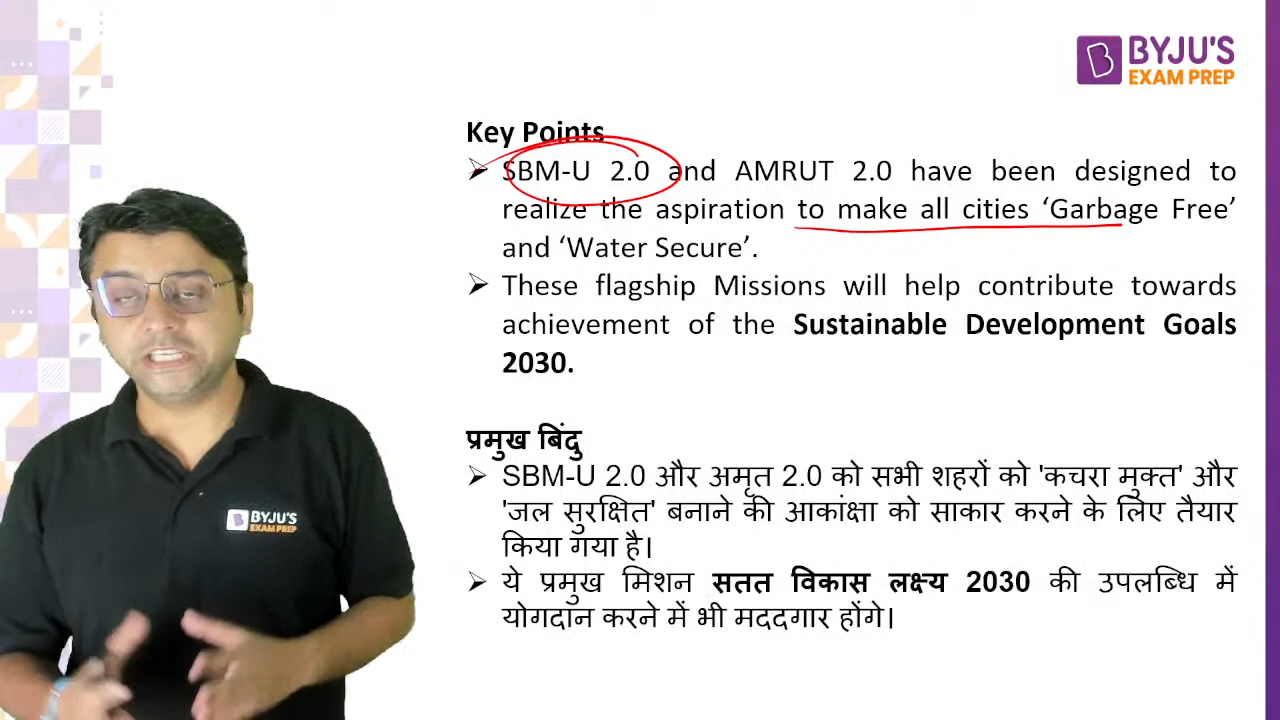 BYJU'S
EXAM PREP
Key Points
➢ SBM-U 2.0 and AMRUT 2.0 have been designed to
realize the aspiration to make all cities ‘Garbage Free’
and ‘Water Secure’.
➢ These flagship Missions will help contribute towards
achievement of the Sustainable Development Goals
2030.
प्रमुख बिंदु
➢ SBM-U 2.0 और अमृत 2.0 को सभी शहरों को 'कचरा मुक्त' और
'जल सुरक्षित' बनाने की आकांक्षा को साकार करने के लिए तैयार
किया गया है।
➢ ये प्रमुख मिशन सतत विकास लक्ष्य 2030 की उपलब्धि में
योगदान करने में भी मददगार होंगे।
BYJU'S
EXAM PREP